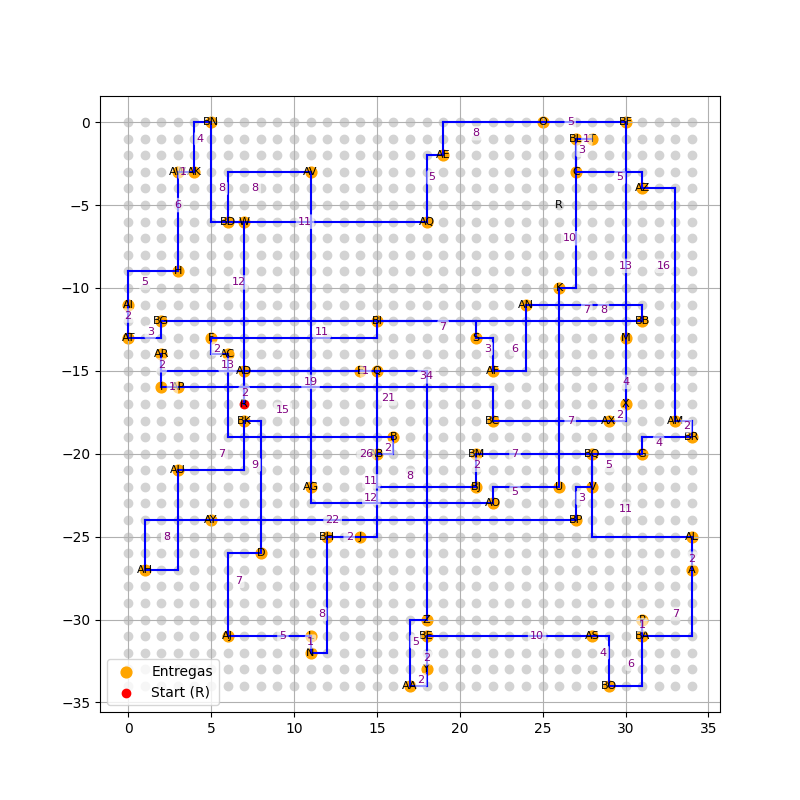 0
BN
O
5
BF
4
8
1
T
3
AE
1
AK
AV
5
G
5
8
8
AZ
6
R
BD
W
11
AQ
10
H
5
12
13
16
K
AI
AN
7
8
2
BG
BI
7
BB
3
11
F
S
M
AT
2
AC
3
6
AR
2
13
1
Q
34
AF
19
4
1
2
21
X
15
2
BK
BC
7
AX
AM
2
B
4
BR
7
26
2
BM
7
BQ
9
2
5
AU
11
8
AG
BJ
5
U
3
V
12
AO
11
AY
22
BP
8
BH
2
AL
D
2
AH
A
7
8
7
Z
1
AJ
5
5
BE
10
AS
BA
1
N
2
4
6
Y
2
AA
BO
Entregas
Start (R)
0
−5
−10
−15
−20
−25
−30
−35
0
5
10
15
20
25
30
35